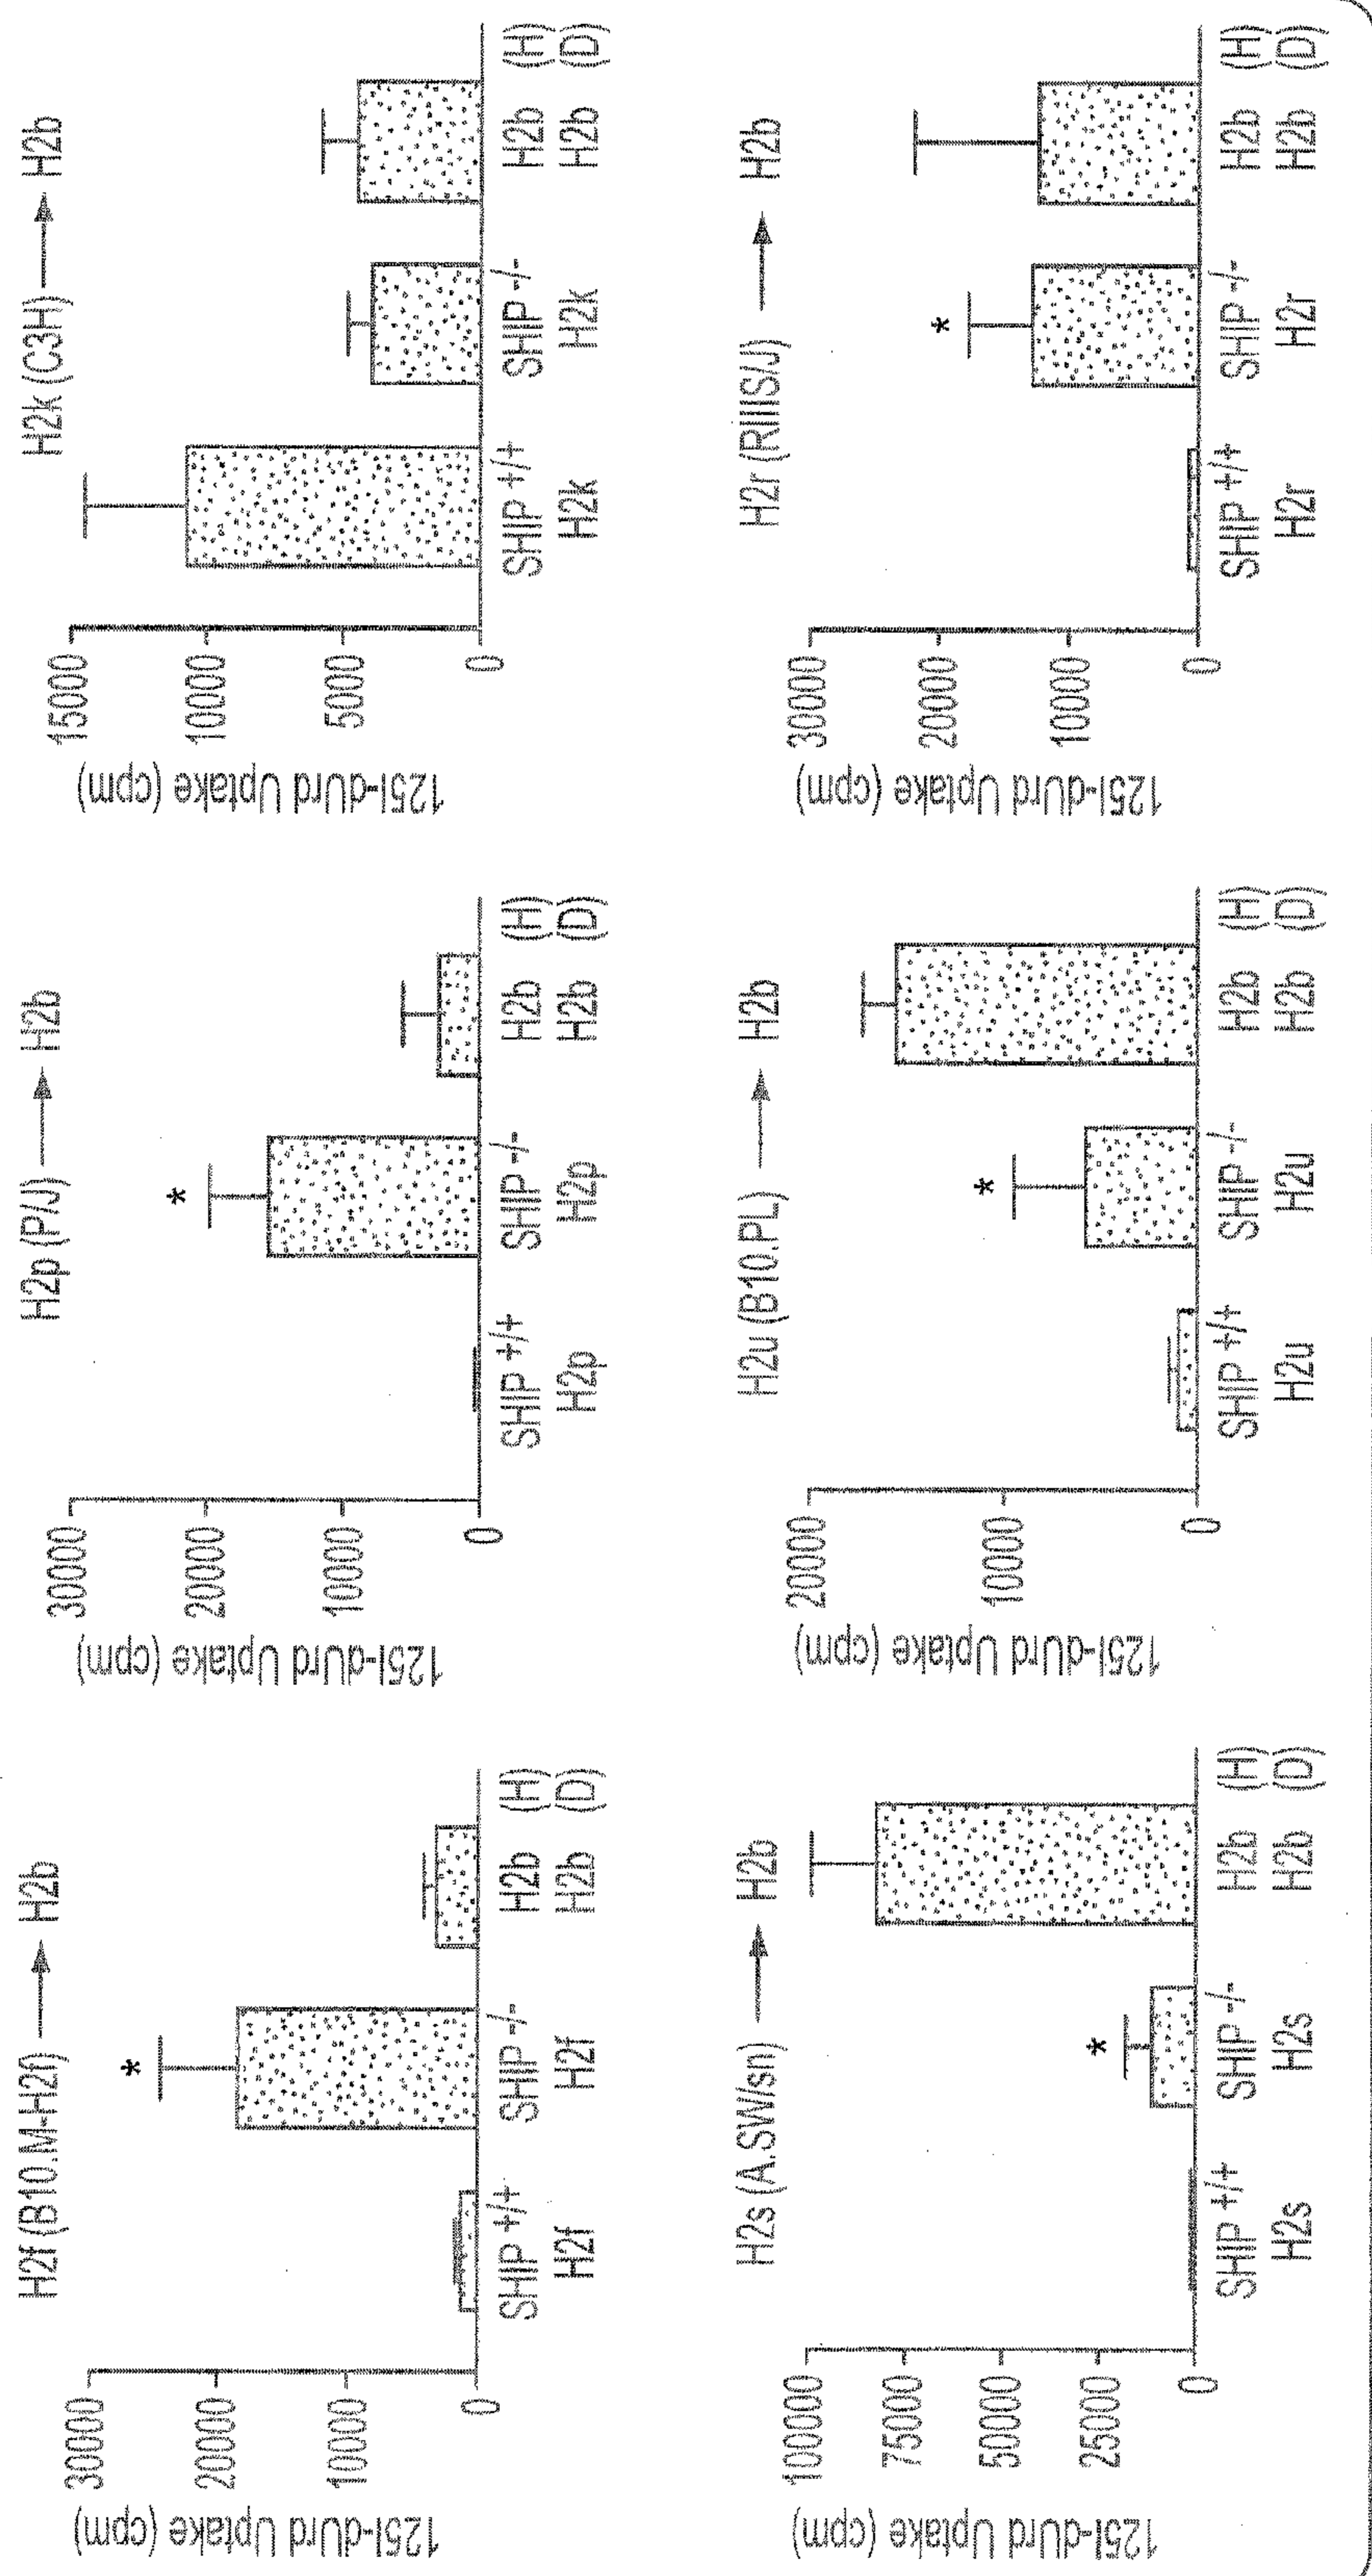 H2f (B10.M-H2f) ⟶ H2b
125I-dUrd Uptake (cpm)
30000
20000
10000
0
*
SHIP +/+ SHIP -/- H2b (H)
H2f H2f H2b (D)
H2p (P/J) ⟶ H2b
125I-dUrd Uptake (cpm)
30000
20000
10000
0
*
SHIP +/+ SHIP -/- H2b (H)
H2p H2p H2b (D)
H2k (C3H) ⟶ H2b
125I-dUrd Uptake (cpm)
15000
10000
5000
0
SHIP +/+ SHIP -/- H2b (H)
H2k H2k H2b (D)
H2s (A.SW/sn) ⟶ H2b
125I-dUrd Uptake (cpm)
100000
75000
50000
25000
0
*
SHIP +/+ SHIP -/- H2b (H)
H2s H2s H2b (D)
H2u (B10.PL) ⟶ H2b
125I-dUrd Uptake (cpm)
20000
10000
0
*
SHIP +/+ SHIP -/- H2b (H)
H2u H2u H2b (D)
H2r (RIIIS/J) ⟶ H2b
125I-dUrd Uptake (cpm)
30000
20000
10000
0
*
SHIP +/+ SHIP -/- H2b (H)
H2r H2r H2b (D)